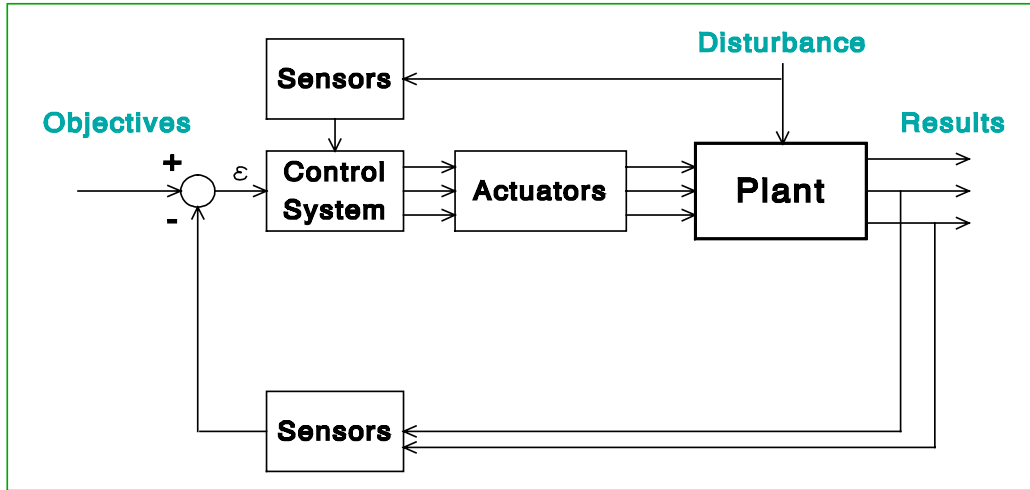 Disturbance
Sensors
Objectives
Results
+
ε
Control
System
Actuators
Plant
-
Sensors